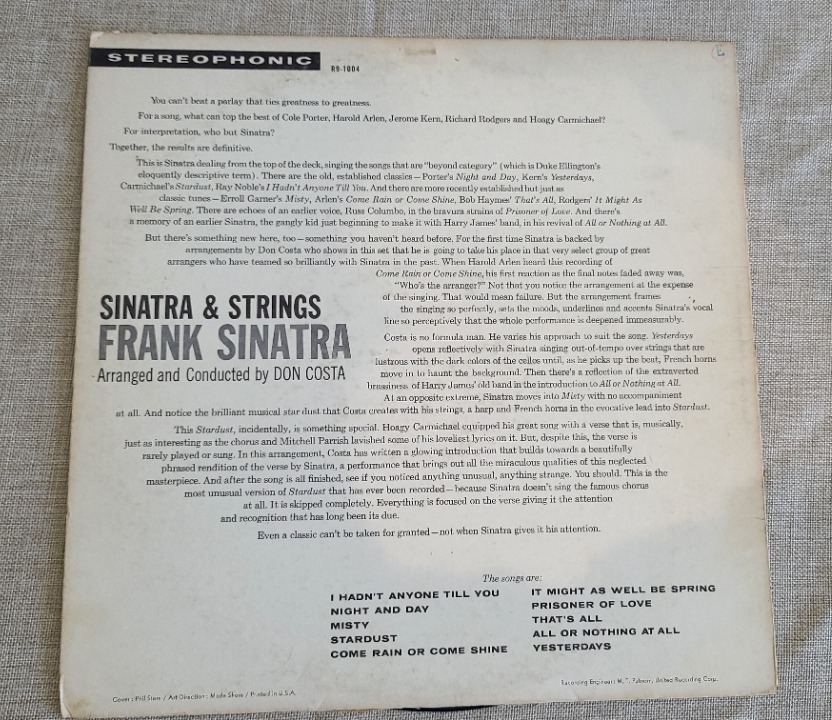 STEREOPHONIC
R9-1004
You can't beat a parlay that ties greatness to greatness.
For a song, what can top the best of Cole Porter, Harold Arlen, Jerome Kern, Richard Rodgers and Hoagy Carmichael?
For interpretation, who but Sinatra?
Together, the results are definitive.
This is Sinatra dealing from the top of the deck, singing the songs that are "beyond category" (which is Duke Ellington's
eloquently descriptive term). There are the old, established classics—Porter's Night and Day, Kern's Yesterdays,
Carmichael's Stardust, Ray Noble's I Hadn't Anyone Till You. And there are more recently established but just as
classic tunes—Erroll Garner's Misty, Arlen's Come Rain or Come Shine, Bob Haymes' That's All, Rodgers' It Might As
Well Be Spring. There are echoes of an earlier voice, Russ Columbo, in the bravura strains of Prisoner of Love. And there's
a memory of an earlier Sinatra, the gangly kid just beginning to make it with Harry James' band, in his revival of All or Nothing at All.
But there's something new here, too—something you haven't heard before. For the first time Sinatra is backed by
arrangements by Don Costa who shows in this set that he is going to take his place in that very select group of great
arrangers who have teamed so brilliantly with Sinatra in the past. When Harold Arlen heard this recording of
Come Rain or Come Shine, his first reaction as the final notes faded away was,
"Who's the arranger?" Not that you notice the arrangement at the expense
of the singing. That would mean failure. But the arrangement frames
the singing so perfectly, sets the moods, underlines and accents Sinatra's vocal
line so perceptively that the whole performance is deepened immeasurably.
SINATRA & STRINGS
FRANK SINATRA
Arranged and Conducted by DON COSTA
Costa is no formula man. He varies his approach to suit the song. Yesterdays
opens reflectively with Sinatra singing out-of-tempo over strings that are
lustrous with the dark colors of the cellos until, as he picks up the beat, French horns
move in to haunt the background. Then there's a reflection of the extraverted
brassiness of Harry James' old band in the introduction to All or Nothing at All.
At an opposite extreme, Sinatra moves into Misty with no accompaniment
at all. And notice the brilliant musical star dust that Costa creates with his strings, a harp and French horns in the evocative lead into Stardust.
This Stardust, incidentally, is something special. Hoagy Carmichael equipped his great song with a verse that is, musically,
just as interesting as the chorus and Mitchell Parrish lavished some of his loveliest lyrics on it. But, despite this, the verse is
rarely played or sung. In this arrangement, Costa has written a glowing introduction that builds towards a beautifully
phrased rendition of the verse by Sinatra, a performance that brings out all the miraculous qualities of this neglected
masterpiece. And after the song is all finished, see if you noticed anything unusual, anything strange. You should. This is the
most unusual version of Stardust that has ever been recorded—because Sinatra doesn't sing the famous chorus
at all. It is skipped completely. Everything is focused on the verse giving it the attention
and recognition that has long been its due.
Even a classic can't be taken for granted—not when Sinatra gives it his attention.
The songs are:
I HADN'T ANYONE TILL YOU
NIGHT AND DAY
MISTY
STARDUST
COME RAIN OR COME SHINE
IT MIGHT AS WELL BE SPRING
PRISONER OF LOVE
THAT'S ALL
ALL OR NOTHING AT ALL
YESTERDAYS
Cover: Phil Stern / Art Direction: Merle Shore / Printed in U.S.A.
Recording Engineer: United Recording Corp.